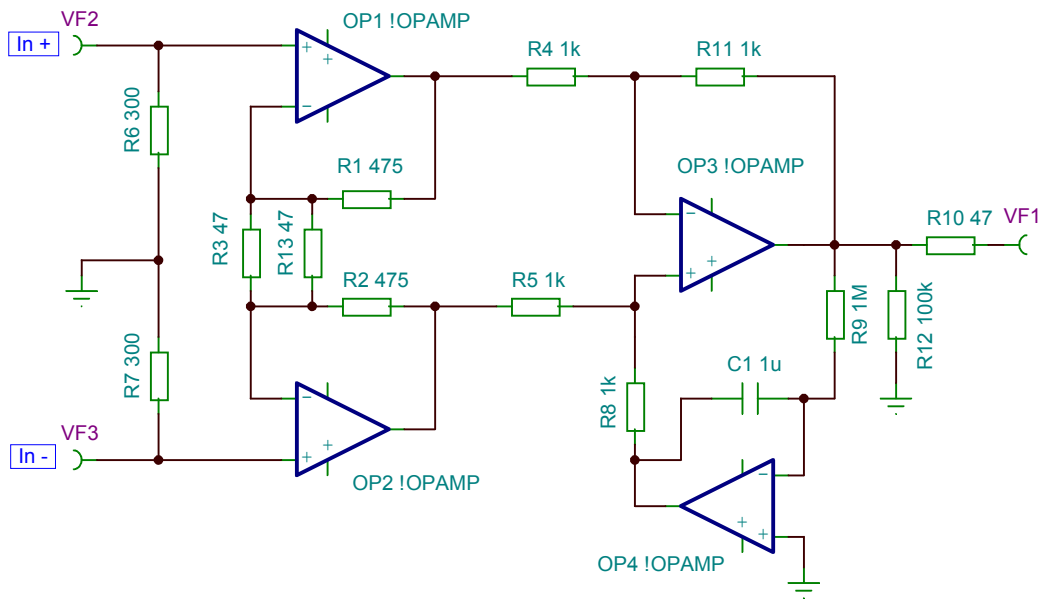 VF2
In +
OP1 !OPAMP
R4 1k
R11 1k
R6 300
R1 475
OP3 !OPAMP
R3 47
R13 47
R10 47
VF1
R2 475
R5 1k
R9 1M
R12 100k
R7 300
C1 1u
R8 1k
VF3
In -
OP2 !OPAMP
OP4 !OPAMP